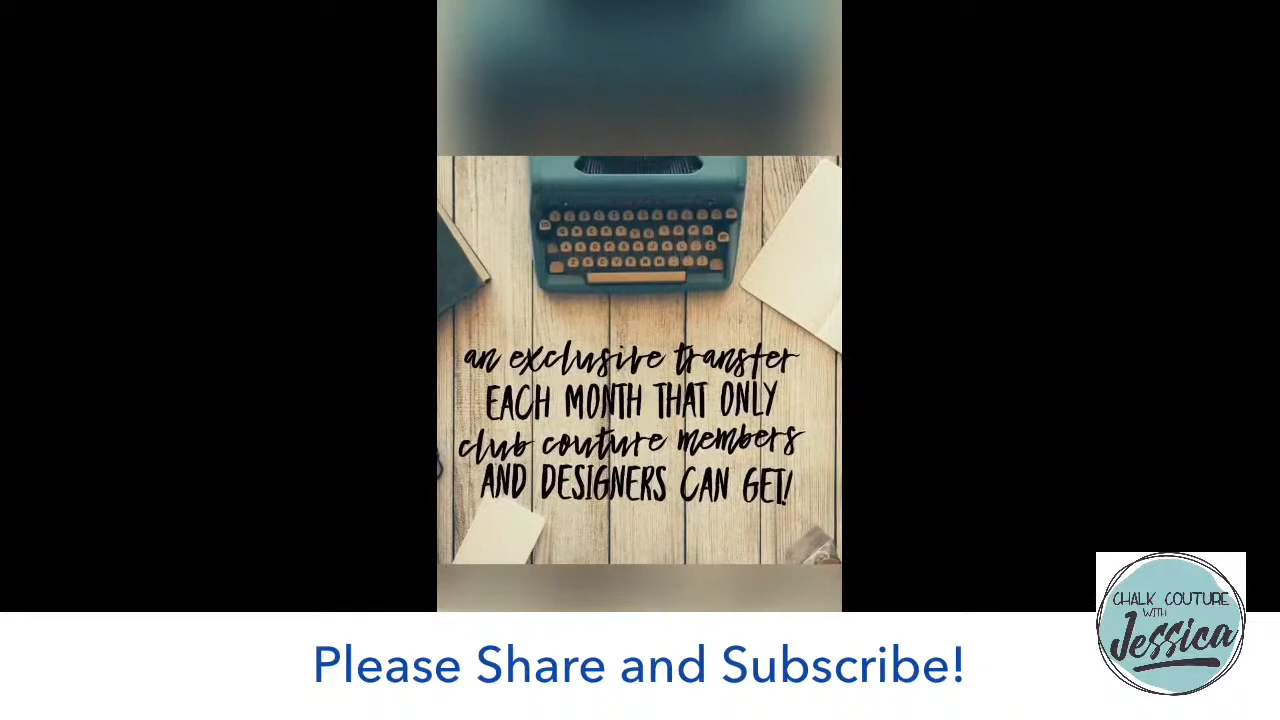 an exclusive transfer
EACH MONTH THAT ONLY
club couture members
AND DESIGNERS CAN GET!
CHALK COUTURE
WITH
Jessica
Please Share and Subscribe!